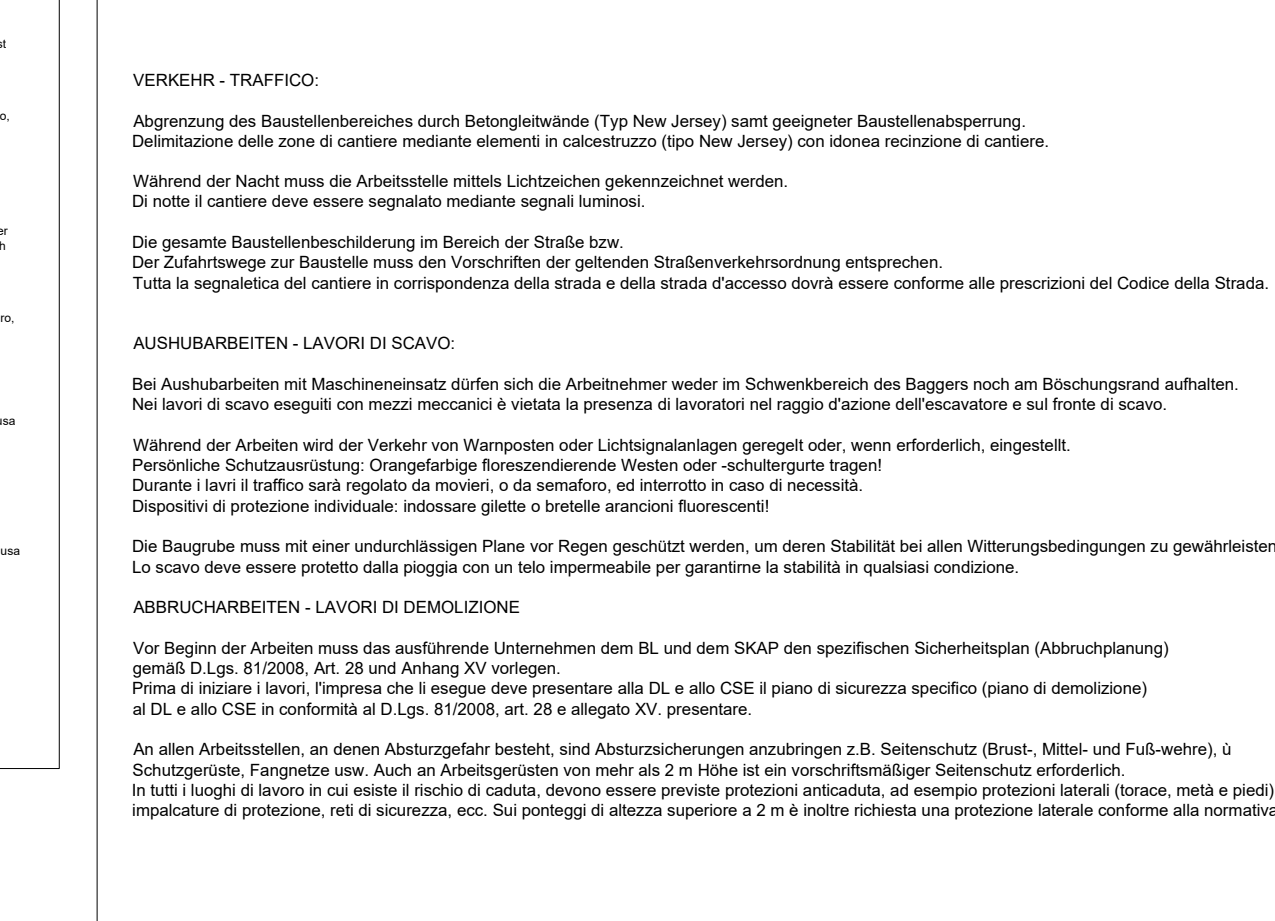 st
o,
er
h
ro,
usa
usa
VERKEHR - TRAFFICO:
Abgrenzung des Baustellenbereiches durch Betongleitwände (Typ New Jersey) samt geeigneter Baustellenabsperrung.
Delimitazione delle zone di cantiere mediante elementi in calcestruzzo (tipo New Jersey) con idonea recinzione di cantiere.
Während der Nacht muss die Arbeitsstelle mittels Lichtzeichen gekennzeichnet werden.
Di notte il cantiere deve essere segnalato mediante segnali luminosi.
Die gesamte Baustellenbeschilderung im Bereich der Straße bzw.
Der Zufahrtswege zur Baustelle muss den Vorschriften der geltenden Straßenverkehrsordnung entsprechen.
Tutta la segnaletica del cantiere in corrispondenza della strada e della strada d'accesso dovrà essere conforme alle prescrizioni del Codice della Strada.
AUSHUBARBEITEN - LAVORI DI SCAVO:
Bei Aushubarbeiten mit Maschineneinsatz dürfen sich die Arbeitnehmer weder im Schwenkbereich des Baggers noch am Böschungsrand aufhalten.
Nei lavori di scavo eseguiti con mezzi meccanici è vietata la presenza di lavoratori nel raggio d'azione dell'escavatore e sul fronte di scavo.
Während der Arbeiten wird der Verkehr von Warnposten oder Lichtsignalanlagen geregelt oder, wenn erforderlich, eingestellt.
Persönliche Schutzausrüstung: Orangefarbige floreszendierende Westen oder -schultergurte tragen!
Durante i lavri il traffico sarà regolato da movieri, o da semaforo, ed interrotto in caso di necessità.
Dispositivi di protezione individuale: indossare gilette o bretelle arancioni fluorescenti!
Die Baugrube muss mit einer undurchlässigen Plane vor Regen geschützt werden, um deren Stabilität bei allen Witterungsbedingungen zu gewährleisten
Lo scavo deve essere protetto dalla pioggia con un telo impermeabile per garantirne la stabilità in qualsiasi condizione.
ABBRUCHARBEITEN - LAVORI DI DEMOLIZIONE
Vor Beginn der Arbeiten muss das ausführende Unternehmen dem BL und dem SKAP den spezifischen Sicherheitsplan (Abbruchplanung)
gemäß D.Lgs. 81/2008, Art. 28 und Anhang XV vorlegen.
Prima di iniziare i lavori, l'impresa che li esegue deve presentare alla DL e allo CSE il piano di sicurezza specifico (piano di demolizione)
al DL e allo CSE in conformità al D.Lgs. 81/2008, art. 28 e allegato XV. presentare.
An allen Arbeitsstellen, an denen Absturzgefahr besteht, sind Absturzsicherungen anzubringen z.B. Seitenschutz (Brust-, Mittel- und Fuß-wehre), ù
Schutzgerüste, Fangnetze usw. Auch an Arbeitsgerüsten von mehr als 2 m Höhe ist ein vorschriftsmäßiger Seitenschutz erforderlich.
In tutti i luoghi di lavoro in cui esiste il rischio di caduta, devono essere previste protezioni anticaduta, ad esempio protezioni laterali (torace, metà e piedi)
impalcature di protezione, reti di sicurezza, ecc. Sui ponteggi di altezza superiore a 2 m è inoltre richiesta una protezione laterale conforme alla normativa